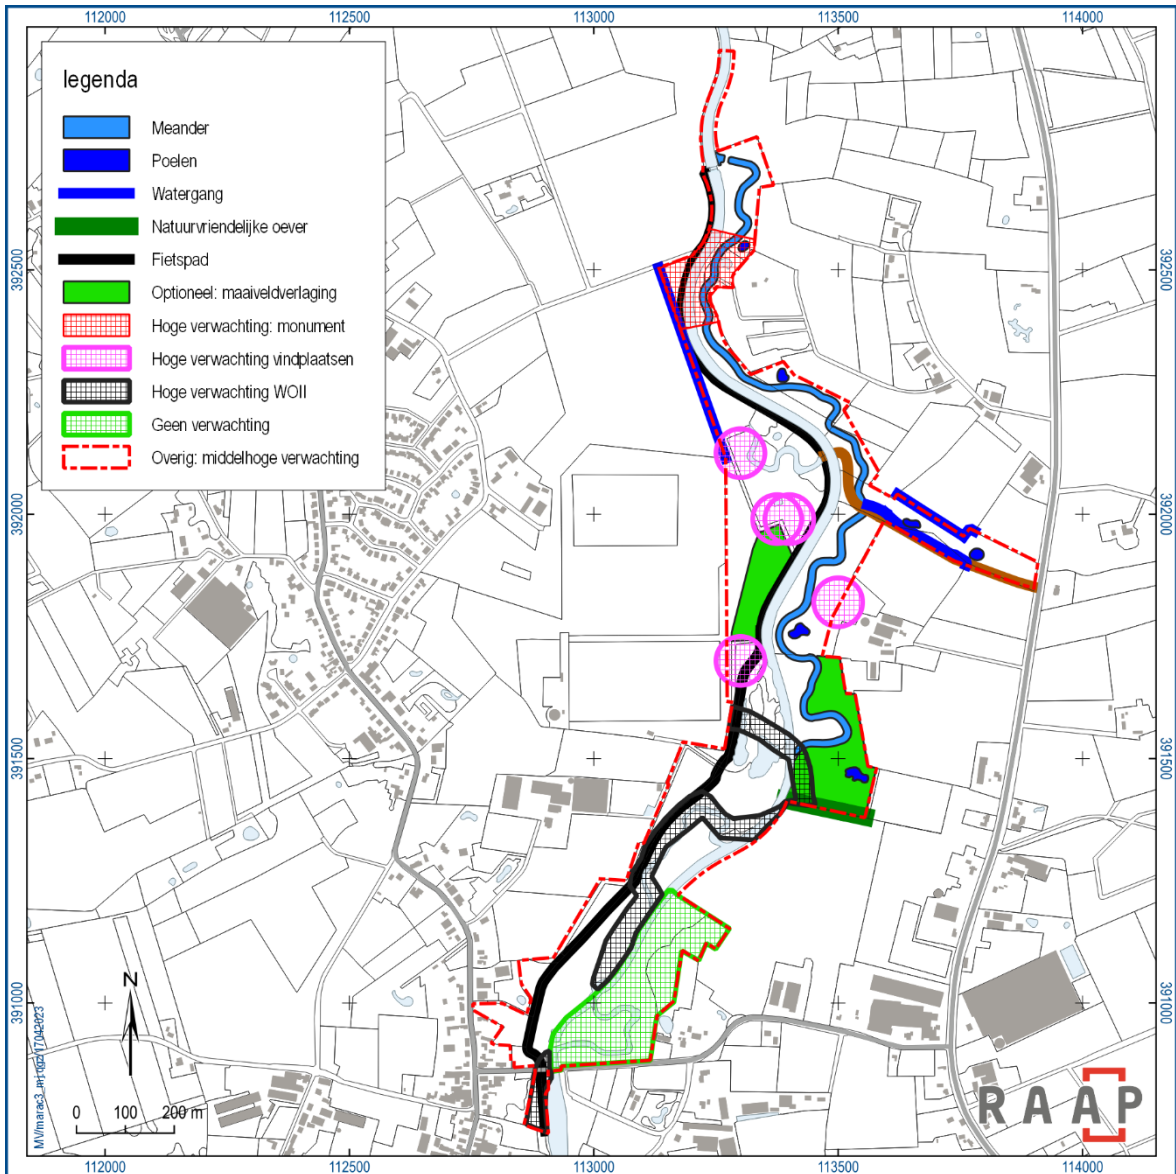 112000 112500 113000 113500 114000
legenda
Meander
Poelen
Watergang
Natuurvriendelijke oever
Fietspad
Optioneel: maaiveldverlaging
Hoge verwachting: monument
Hoge verwachting vindplaatsen
Hoge verwachting WOII
Geen verwachting
Overig: middelhoge verwachting
392500 392500
392000 392000
391500 391500
391000 391000
N
0 100 200 m
RAAP
112000 112500 113000 113500 114000